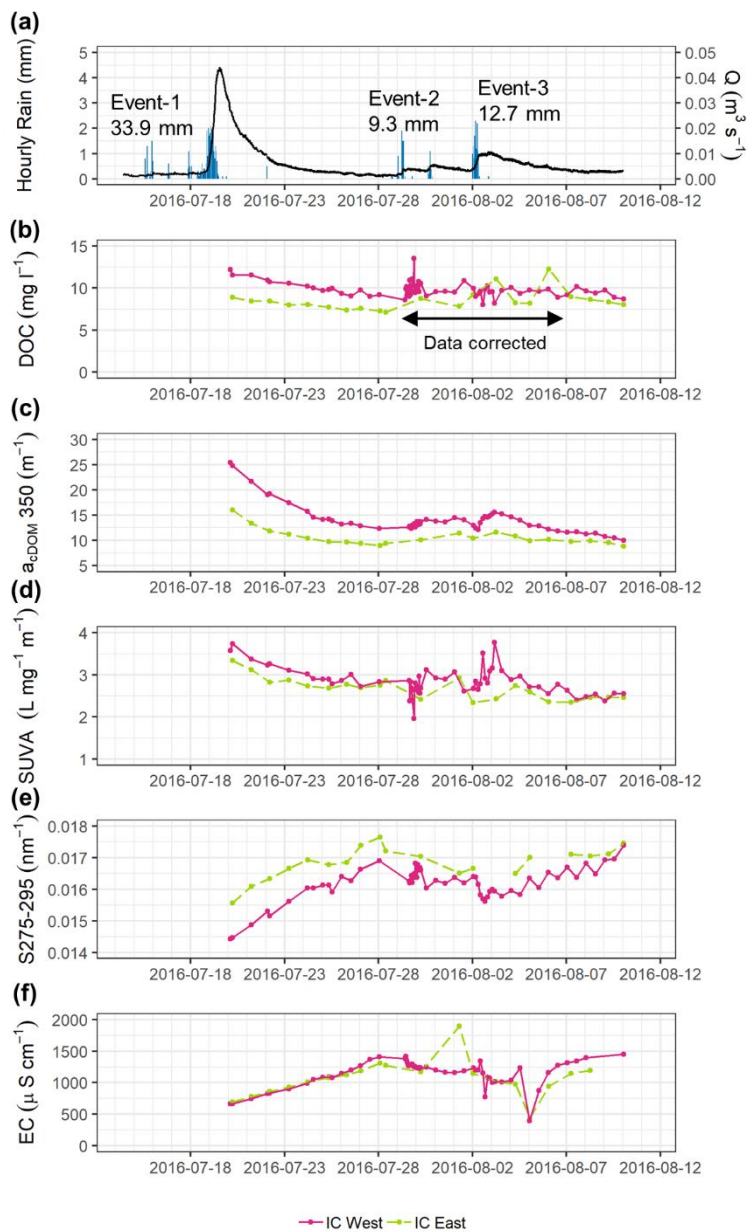 (a)
Hourly Rain (mm)
5
4
3
2
1
0
Event-1
33.9 mm
Event-2
9.3 mm
Event-3
12.7 mm
0.05
0.04
0.03
0.02
0.01
0.00
Q (m³ s⁻¹)
2016-07-18 2016-07-23 2016-07-28 2016-08-02 2016-08-07 2016-08-12
(b)
DOC (mg l⁻¹)
15
10
5
0
Data corrected
2016-07-18 2016-07-23 2016-07-28 2016-08-02 2016-08-07 2016-08-12
(c)
a_cDOM 350 (m⁻¹)
30
25
20
15
10
5
2016-07-18 2016-07-23 2016-07-28 2016-08-02 2016-08-07 2016-08-12
(d)
SUVA (L mg⁻¹ m⁻¹)
4
3
2
1
2016-07-18 2016-07-23 2016-07-28 2016-08-02 2016-08-07 2016-08-12
(e)
S275-295 (nm⁻¹)
0.018
0.017
0.016
0.015
0.014
2016-07-18 2016-07-23 2016-07-28 2016-08-02 2016-08-07 2016-08-12
(f)
EC (μ S cm⁻¹)
2000
1500
1000
500
0
2016-07-18 2016-07-23 2016-07-28 2016-08-02 2016-08-07 2016-08-12
IC West IC East